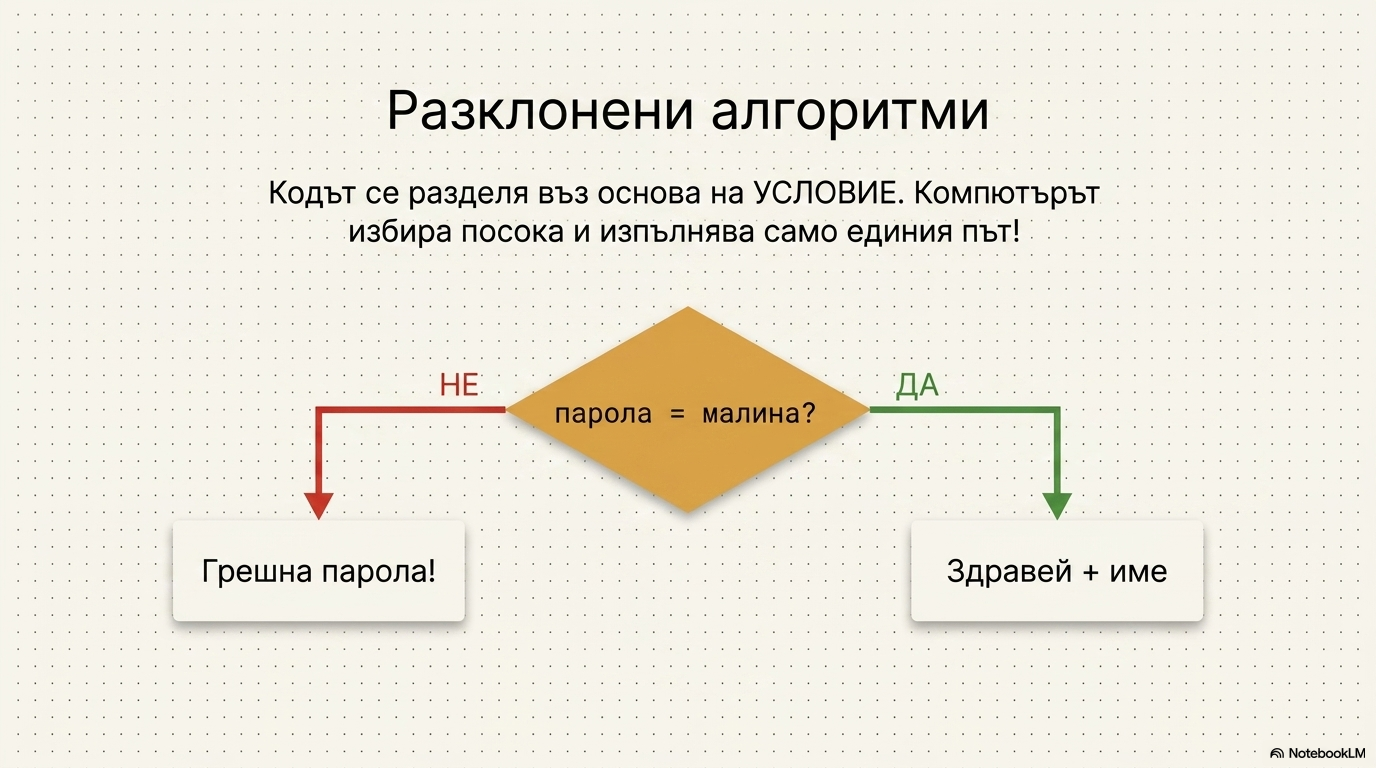 Разклонени алгоритми
Кодът се разделя въз основа на УСЛОВИЕ. Компютърът
избира посока и изпълнява само единия път!
НЕ
ДА
парола = малина?
Грешна парола!
Здравей + име
NotebookLM